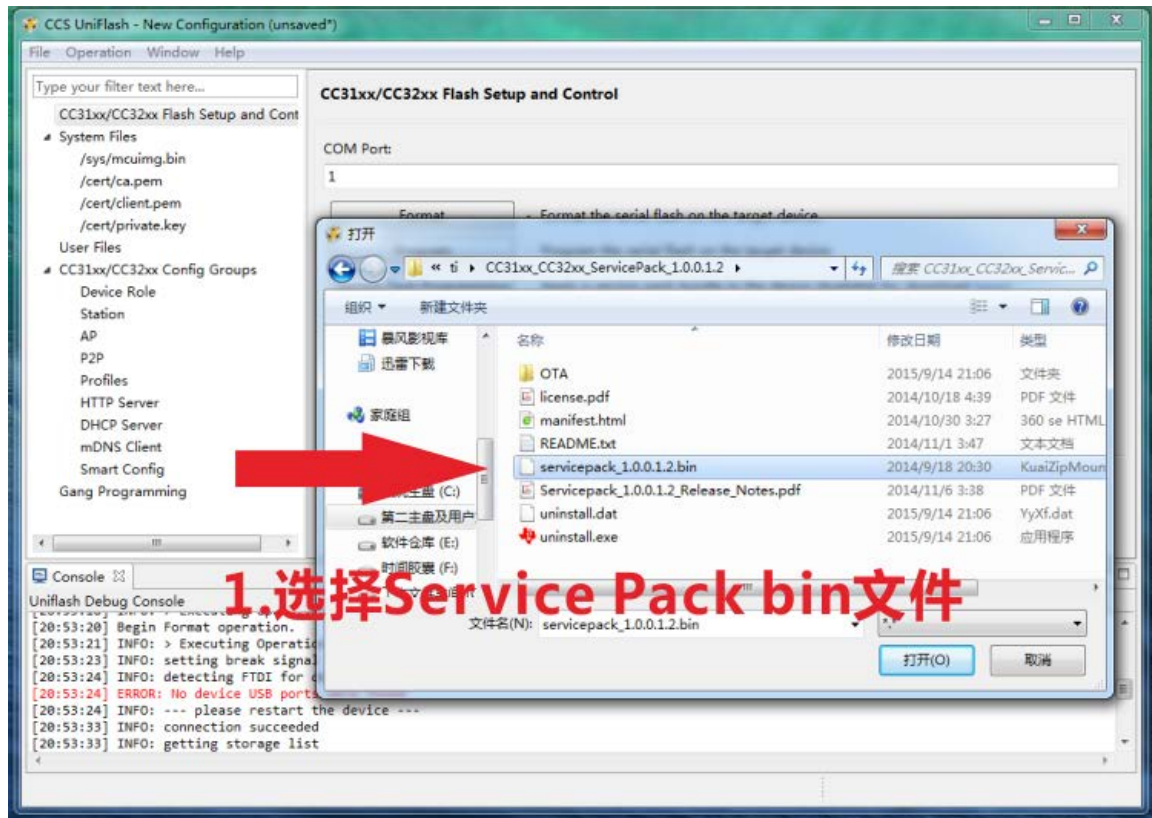 CCS UniFlash - New Configuration (unsaved*)
File Operation Window Help
Type your filter text here...
CC31xx/CC32xx Flash Setup and Cont
System Files
/sys/mcuimg.bin
/cert/ca.pem
/cert/client.pem
/cert/private.key
User Files
CC31xx/CC32xx Config Groups
Device Role
Station
AP
P2P
Profiles
HTTP Server
DHCP Server
mDNS Client
Smart Config
Gang Programming
CC31xx/CC32xx Flash Setup and Control
COM Port:
1
Format - Format the serial flash on the target device
打开
« ti ▸ CC31xx_CC32xx_ServicePack_1.0.0.1.2 ▸
搜索 CC31xx_CC32xx_Servic...
组织 新建文件夹
暴风影视库
迅雷下载
家庭组
(C:)
第二主盘及用户
软件仓库 (E:)
时间胶囊 (F:)
名称 修改日期 类型
OTA 2015/9/14 21:06 文件夹
license.pdf 2014/10/18 4:39 PDF 文件
manifest.html 2014/10/30 3:27 360 se HTML
README.txt 2014/11/1 3:47 文本文档
servicepack_1.0.0.1.2.bin 2014/9/18 20:30 KuaiZipMoun
Servicepack_1.0.0.1.2_Release_Notes.pdf 2014/11/6 3:38 PDF 文件
uninstall.dat 2015/9/14 21:06 YyXf.dat
uninstall.exe 2015/9/14 21:06 应用程序
1 选择Service Pack bin文件
文件名(N): servicepack_1.0.0.1.2.bin *.*
打开(O) 取消
Console
Uniflash Debug Console
[20:53:20] Begin Format operation.
[20:53:21] INFO: > Executing Operatio
[20:53:23] INFO: setting break signal
[20:53:24] INFO: detecting FTDI for
[20:53:24] ERROR: No device USB ports
[20:53:24] INFO: --- please restart the device ---
[20:53:33] INFO: connection succeeded
[20:53:33] INFO: getting storage list